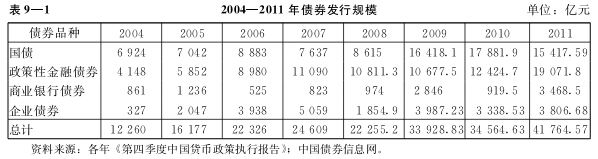 表 9—1 2004—2011 年债券发行规模 单位：亿元
债券品种 2004 2005 2006 2007 2008 2009 2010 2011
国债 6 924 7 042 8 883 7 637 8 615 16 418.1 17 881.9 15 417.59
政策性金融债券 4 148 5 852 8 980 11 090 10 811.3 10 677.5 12 424.7 19 071.8
商业银行债券 861 1 236 525 823 974 2 846 919.5 3 468.5
企业债券 327 2 047 3 938 5 059 1 854.9 3 987.23 3 338.53 3 806.68
总计 12 260 16 177 22 326 24 609 22 255.2 33 928.83 34 564.63 41 764.57
资料来源：各年《第四季度中国货币政策执行报告》；中国债券信息网。